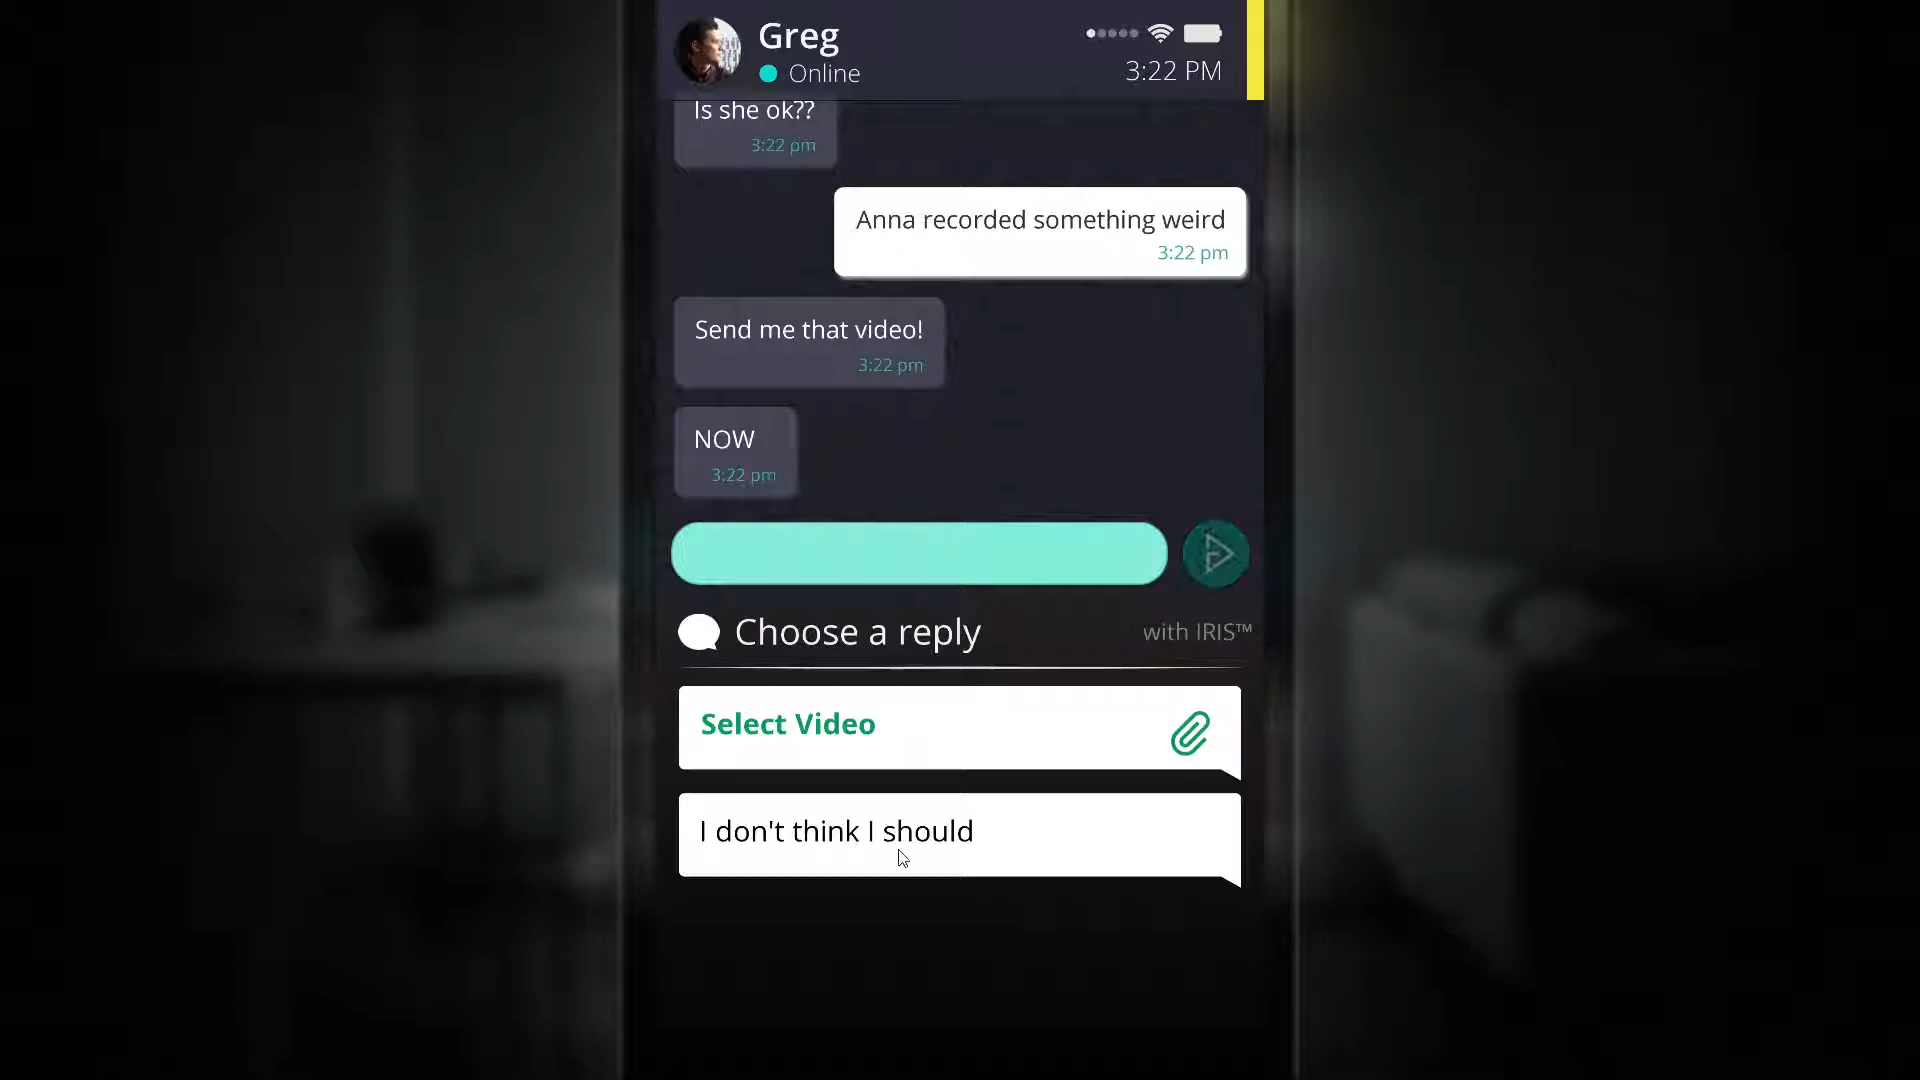 Greg
Online
3:22 PM
Is she ok??
3:22 pm
Anna recorded something weird
3:22 pm
Send me that video!
3:22 pm
NOW
3:22 pm
Choose a reply
with IRIS™
Select Video
I don't think I should